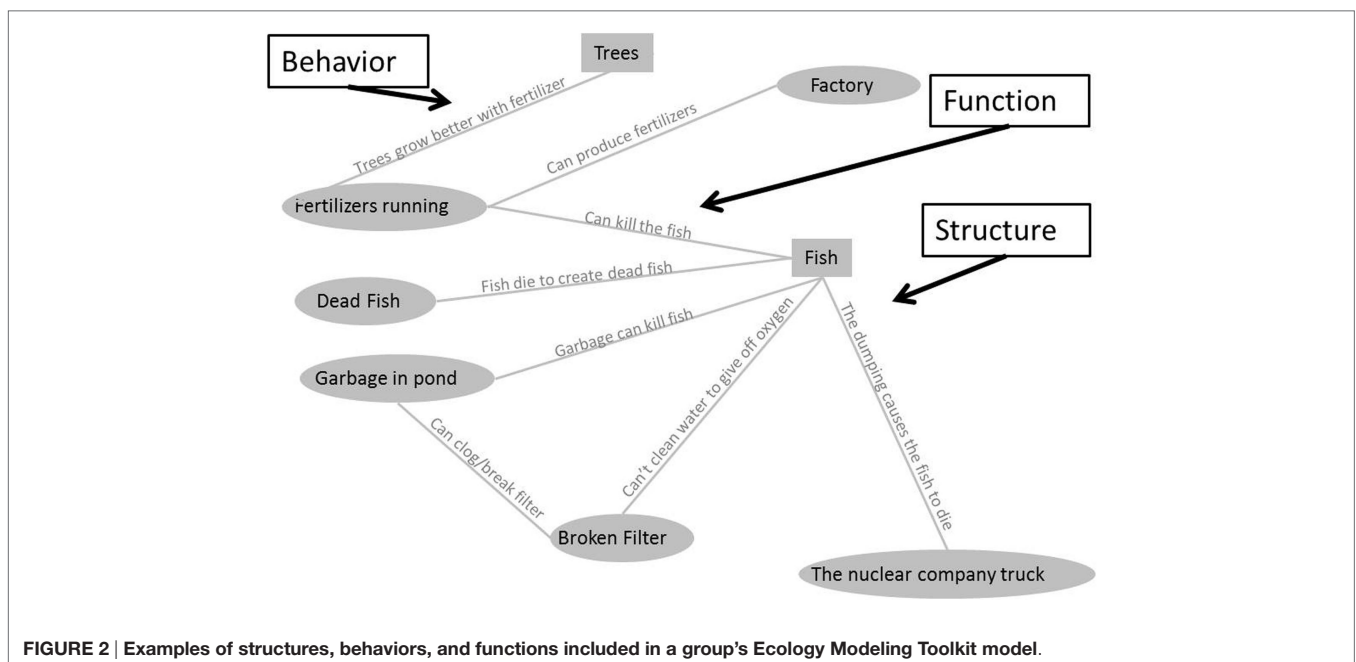 Behavior
Trees
Factory
Function
Trees grow better with fertilizer
Can produce fertilizers
Fertilizers running
Can kill the fish
Structure
Fish
Fish die to create dead fish
Dead Fish
Garbage can kill fish
Garbage in pond
Can't clean water to give off oxygen
The dumping causes the fish to die
Can clog/break filter
Broken Filter
The nuclear company truck
FIGURE 2 | Examples of structures, behaviors, and functions included in a group's Ecology Modeling Toolkit model.